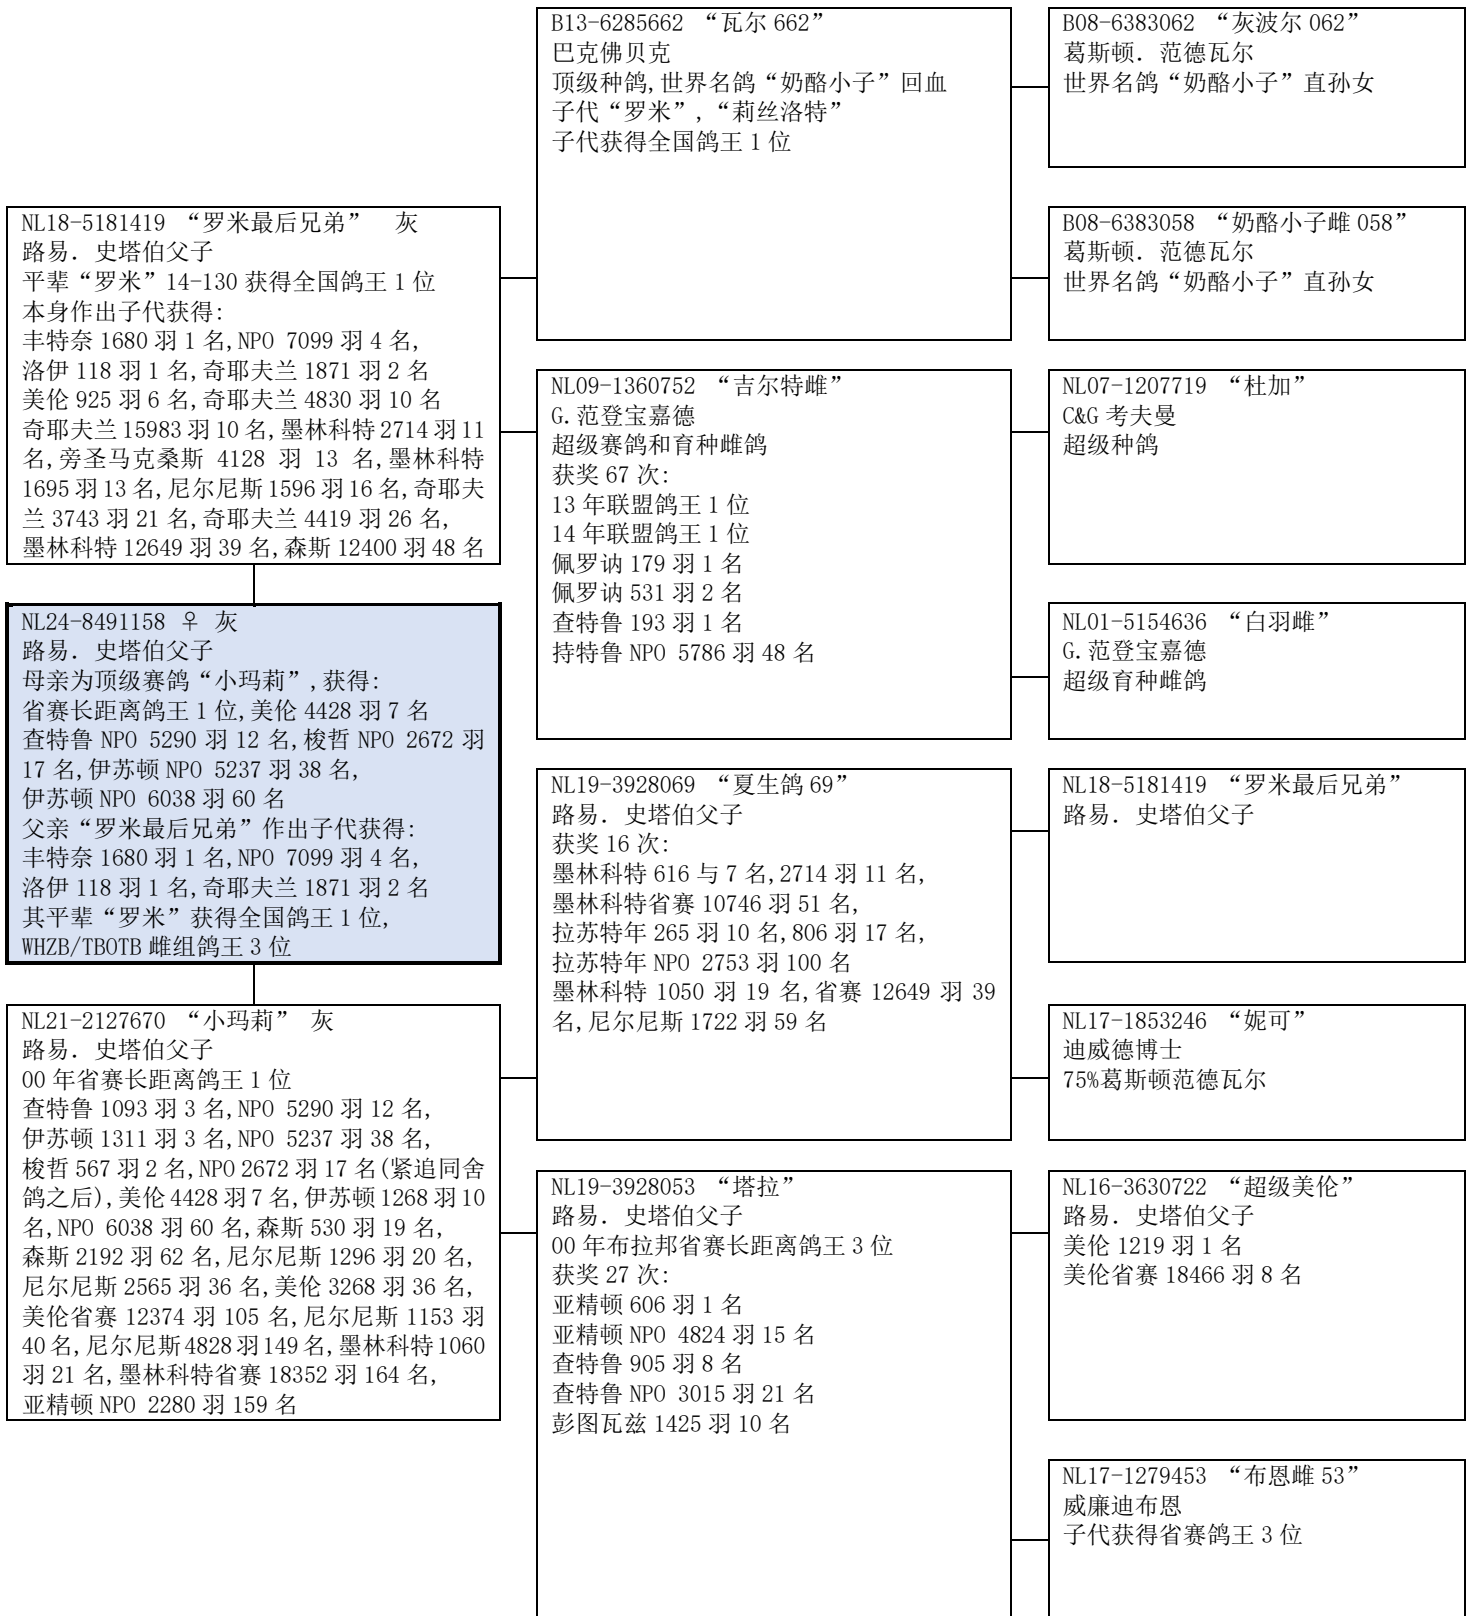 B13-6285662 “瓦尔 662”
巴克佛贝克
顶级种鸽,世界名鸽“奶酪小子”回血
子代“罗米”,“莉丝洛特”
子代获得全国鸽王 1 位
B08-6383062 “灰波尔 062”
葛斯顿. 范德瓦尔
世界名鸽“奶酪小子”直孙女
NL18-5181419 “罗米最后兄弟” 灰
路易. 史塔伯父子
平辈“罗米”14-130 获得全国鸽王 1 位
本身作出子代获得:
丰特奈 1680 羽 1 名,NPO 7099 羽 4 名,
洛伊 118 羽 1 名,奇耶夫兰 1871 羽 2 名
美伦 925 羽 6 名,奇耶夫兰 4830 羽 10 名
奇耶夫兰 15983 羽 10 名,墨林科特 2714 羽 11
名,旁圣马克桑斯 4128 羽 13 名,墨林科特
1695 羽 13 名,尼尔尼斯 1596 羽 16 名,奇耶夫
兰 3743 羽 21 名,奇耶夫兰 4419 羽 26 名,
墨林科特 12649 羽 39 名,森斯 12400 羽 48 名
B08-6383058 “奶酪小子雌 058”
葛斯顿. 范德瓦尔
世界名鸽“奶酪小子”直孙女
NL09-1360752 “吉尔特雌”
G.范登宝嘉德
超级赛鸽和育种雌鸽
获奖 67 次:
13 年联盟鸽王 1 位
14 年联盟鸽王 1 位
佩罗讷 179 羽 1 名
佩罗讷 531 羽 2 名
查特鲁 193 羽 1 名
持特鲁 NPO 5786 羽 48 名
NL07-1207719 “杜加”
C&G 考夫曼
超级种鸽
NL24-8491158 ♀ 灰
路易. 史塔伯父子
母亲为顶级赛鸽“小玛莉”,获得:
省赛长距离鸽王 1 位,美伦 4428 羽 7 名
查特鲁 NPO 5290 羽 12 名,梭哲 NPO 2672 羽
17 名,伊苏顿 NPO 5237 羽 38 名,
伊苏顿 NPO 6038 羽 60 名
父亲“罗米最后兄弟”作出子代获得:
丰特奈 1680 羽 1 名,NPO 7099 羽 4 名,
洛伊 118 羽 1 名,奇耶夫兰 1871 羽 2 名
其平辈“罗米”获得全国鸽王 1 位,
WHZB/TBOTB 雌组鸽王 3 位
NL01-5154636 “白羽雌”
G.范登宝嘉德
超级育种雌鸽
NL19-3928069 “夏生鸽 69”
路易. 史塔伯父子
获奖 16 次:
墨林科特 616 与 7 名,2714 羽 11 名,
墨林科特省赛 10746 羽 51 名,
拉苏特年 265 羽 10 名,806 羽 17 名,
拉苏特年 NPO 2753 羽 100 名
墨林科特 1050 羽 19 名,省赛 12649 羽 39
名,尼尔尼斯 1722 羽 59 名
NL18-5181419 “罗米最后兄弟”
路易. 史塔伯父子
NL21-2127670 “小玛莉” 灰
路易. 史塔伯父子
00 年省赛长距离鸽王 1 位
查特鲁 1093 羽 3 名,NPO 5290 羽 12 名,
伊苏顿 1311 羽 3 名,NPO 5237 羽 38 名,
梭哲 567 羽 2 名,NPO 2672 羽 17 名(紧追同舍
鸽之后),美伦 4428 羽 7 名,伊苏顿 1268 羽 10
名,NPO 6038 羽 60 名,森斯 530 羽 19 名,
森斯 2192 羽 62 名,尼尔尼斯 1296 羽 20 名,
尼尔尼斯 2565 羽 36 名,美伦 3268 羽 36 名,
美伦省赛 12374 羽 105 名,尼尔尼斯 1153 羽
40 名,尼尔尼斯 4828 羽 149 名,墨林科特 1060
羽 21 名,墨林科特省赛 18352 羽 164 名,
亚精顿 NPO 2280 羽 159 名
NL17-1853246 “妮可”
迪威德博士
75%葛斯顿范德瓦尔
NL19-3928053 “塔拉”
路易. 史塔伯父子
00 年布拉邦省赛长距离鸽王 3 位
获奖 27 次:
亚精顿 606 羽 1 名
亚精顿 NPO 4824 羽 15 名
查特鲁 905 羽 8 名
查特鲁 NPO 3015 羽 21 名
彭图瓦兹 1425 羽 10 名
NL16-3630722 “超级美伦”
路易. 史塔伯父子
美伦 1219 羽 1 名
美伦省赛 18466 羽 8 名
NL17-1279453 “布恩雌 53”
威廉迪布恩
子代获得省赛鸽王 3 位